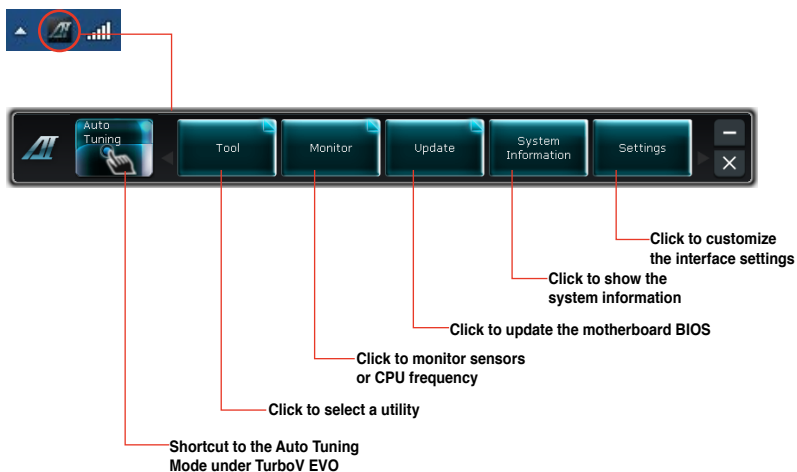 Auto
Tuning
Tool
Monitor
Update
System
Information
Settings
Click to customize
the interface settings
Click to show the
system information
Click to update the motherboard BIOS
Click to monitor sensors
or CPU frequency
Click to select a utility
Shortcut to the Auto Tuning
Mode under TurboV EVO